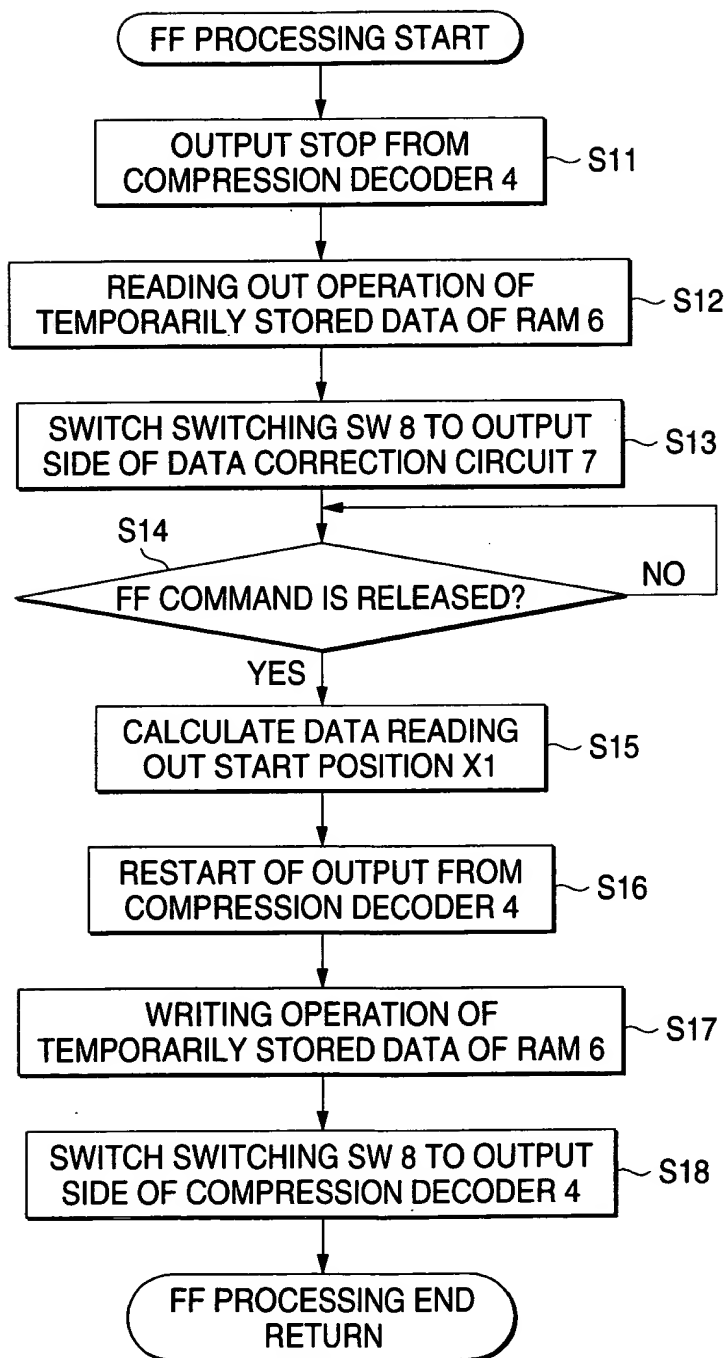 FF PROCESSING START
OUTPUT STOP FROM
COMPRESSION DECODER 4
S11
READING OUT OPERATION OF
TEMPORARILY STORED DATA OF RAM 6
S12
SWITCH SWITCHING SW 8 TO OUTPUT
SIDE OF DATA CORRECTION CIRCUIT 7
S13
S14
FF COMMAND IS RELEASED?
NO
YES
CALCULATE DATA READING
OUT START POSITION X1
S15
RESTART OF OUTPUT FROM
COMPRESSION DECODER 4
S16
WRITING OPERATION OF
TEMPORARILY STORED DATA OF RAM 6
S17
SWITCH SWITCHING SW 8 TO OUTPUT
SIDE OF COMPRESSION DECODER 4
S18
FF PROCESSING END
RETURN